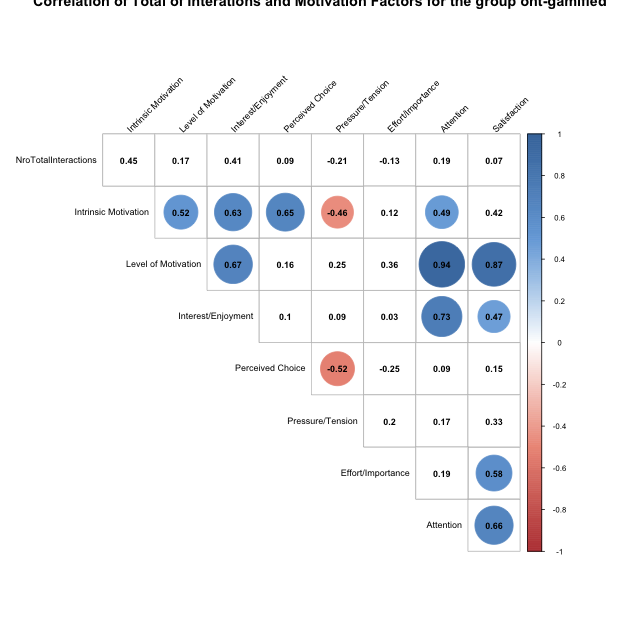 Correlation of Total of Interations and Motivation Factors for the group ont-gamified
Intrinsic Motivation
Level of Motivation
Interest/Enjoyment
Perceived Choice
Pressure/Tension
Effort/Importance
Attention
Satisfaction
NroTotalInteractions 0.45 0.17 0.41 0.09 -0.21 -0.13 0.19 0.07
Intrinsic Motivation 0.52 0.63 0.65 -0.46 0.12 0.49 0.42
Level of Motivation 0.67 0.16 0.25 0.36 0.94 0.87
Interest/Enjoyment 0.1 0.09 0.03 0.73 0.47
Perceived Choice -0.52 -0.25 0.09 0.15
Pressure/Tension 0.2 0.17 0.33
Effort/Importance 0.19 0.58
Attention 0.66
1
0.8
0.6
0.4
0.2
0
-0.2
-0.4
-0.6
-0.8
-1